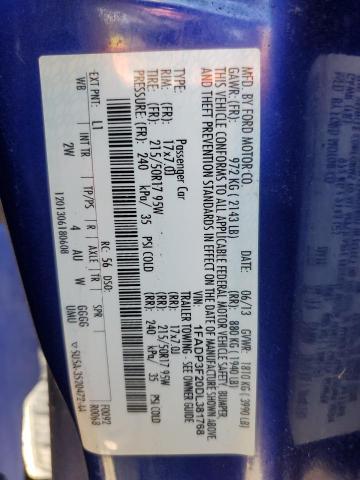 MFD. BY FORD MOTOR CO.
06/13 GVWR: 1810 KG ( 3990 LB)
GAWR: (FR): 972 KG ( 2143 LB) (RR): 880 KG ( 1940 LB)
THIS VEHICLE CONFORMS TO ALL APPLICABLE FEDERAL MOTOR VEHICLE SAFETY, BUMPER,
AND THEFT PREVENTION STANDARDS IN EFFECT ON THE DATE OF MANUFACTURE SHOWN ABOVE.
1FADP3F20DL381768
TYPE: Passenger Car TIRE MOUNTING - SEE OWNER GUIDE
RIM: (FR): 17x7.0J (RR): 17x7.0J
TIRE: (FR): 215/50R17 95W (RR): 215/50R17 95W
PRESSURE (FR): 240 kPa/ 35 PSI COLD (RR): 240 kPa/ 35 PSI COLD
F0092
R0068
EXT PNT: L1 RC: 56 DSO:
WB INT TR TP/PS R AXLE TR SPR
2W 4 AU W GGGG
1201306180608